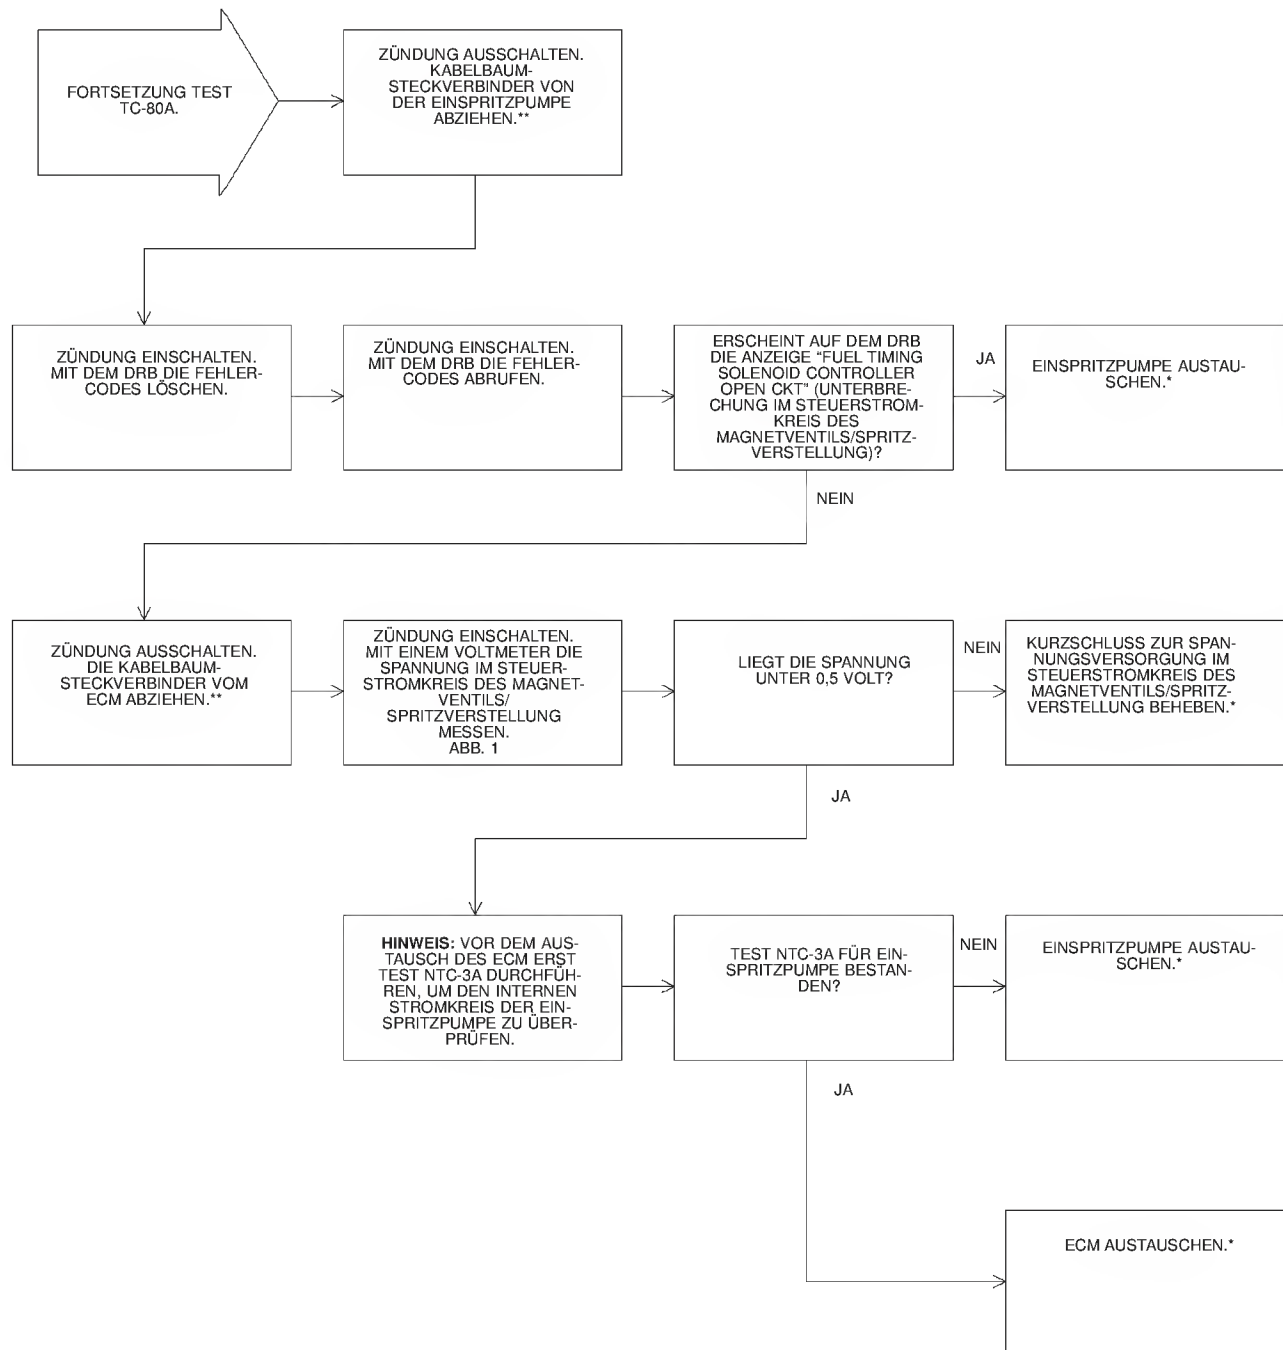 FORTSETZUNG TEST
TC-80A.
ZÜNDUNG AUSSCHALTEN.
KABELBAUM-
STECKVERBINDER VON
DER EINSPRITZPUMPE
ABZIEHEN.**
ZÜNDUNG EINSCHALTEN.
MIT DEM DRB DIE FEHLER-
CODES LÖSCHEN.
ZÜNDUNG EINSCHALTEN.
MIT DEM DRB DIE FEHLER-
CODES ABRUFEN.
ERSCHEINT AUF DEM DRB
DIE ANZEIGE "FUEL TIMING
SOLENOID CONTROLLER
OPEN CKT" (UNTERBRE-
CHUNG IM STEUERSTROM-
KREIS DES
MAGNETVENTILS/SPRITZ-
VERSTELLUNG)?
JA
EINSPRITZPUMPE AUSTAU-
SCHEN.*
NEIN
ZÜNDUNG AUSSCHALTEN.
DIE KABELBAUM-
STECKVERBINDER VOM
ECM ABZIEHEN.**
ZÜNDUNG EINSCHALTEN.
MIT EINEM VOLTMETER DIE
SPANNUNG IM STEUER-
STROMKREIS DES MAGNET-
VENTILS/
SPRITZVERSTELLUNG
MESSEN.
ABB. 1
LIEGT DIE SPANNUNG
UNTER 0,5 VOLT?
NEIN
KURZSCHLUSS ZUR SPAN-
NUNGSVERSORGUNG IM
STEUERSTROMKREIS DES
MAGNETVENTILS/SPRITZ-
VERSTELLUNG BEHEBEN.*
JA
HINWEIS: VOR DEM AUS-
TAUSCH DES ECM ERST
TEST NTC-3A DURCHFÜH-
REN, UM DEN INTERNEN
STROMKREIS DER EIN-
SPRITZPUMPE ZU ÜBER-
PRÜFEN.
TEST NTC-3A FÜR EIN-
SPRITZPUMPE BESTAN-
DEN?
NEIN
EINSPRITZPUMPE AUSTAU-
SCHEN.*
JA
ECM AUSTAUSCHEN.*